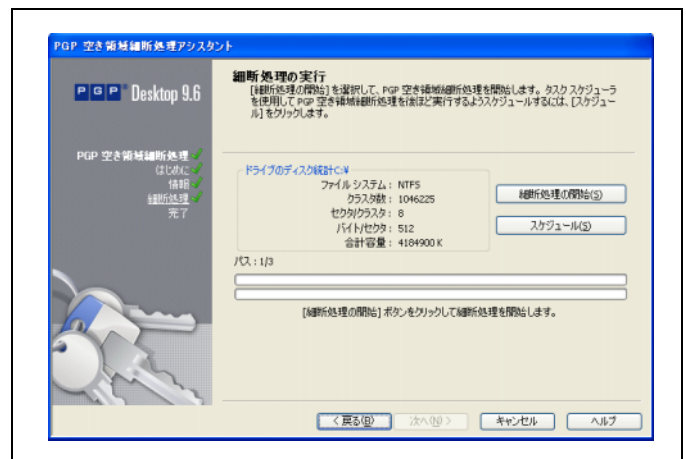 PGP 空き領域細断処理アシスタント
PGP Desktop 9.6
PGP 空き領域細断処理
はじめに
情報
細断処理
完了
細断処理の実行
[細断処理の開始] を選択して、PGP 空き領域細断処理を開始します。タスク スケジューラ
を使用して PGP 空き領域細断処理を後ほど実行するようスケジュールするには、[スケジュー
ル] をクリックします。
ドライブのディスク統計C:¥
ファイル システム : NTFS
クラスタ数 : 1046225
セクタ/クラスタ : 8
バイト/セクタ : 512
合計容量 : 4184900 K
細断処理の開始(S)
スケジュール(S)
パス : 1/3
[細断処理の開始] ボタンをクリックして細断処理を開始します。
< 戻る(B)
次へ(N) >
キャンセル
ヘルプ